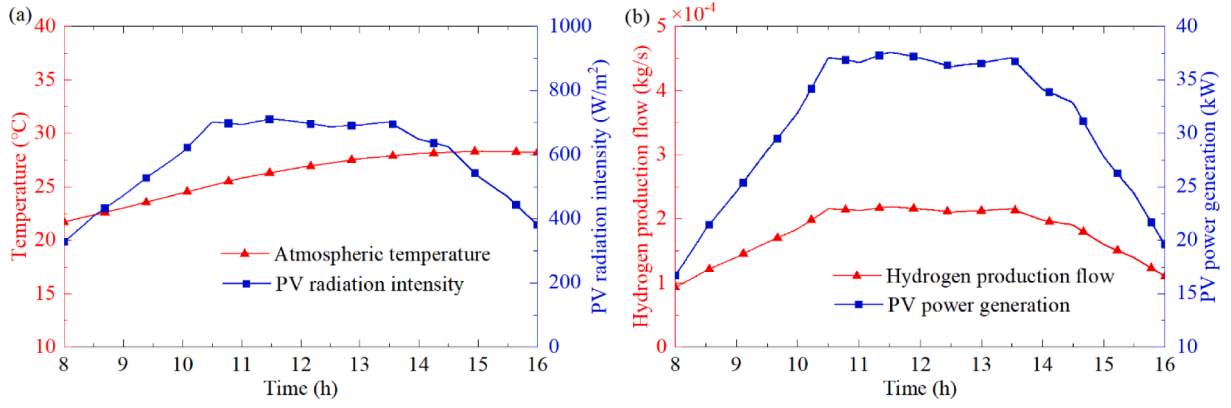 (a)
40
35
30
25
20
15
10
Temperature (°C)
1000
800
600
400
200
0
PV radiation intensity (W/m²)
Atmospheric temperature
PV radiation intensity
8 9 10 11 12 13 14 15 16
Time (h)
(b)
5 ×10⁻⁴
4
3
2
1
0
Hydrogen production flow (kg/s)
40
35
30
25
20
15
10
PV power generation (kW)
Hydrogen production flow
PV power generation
8 9 10 11 12 13 14 15 16
Time (h)